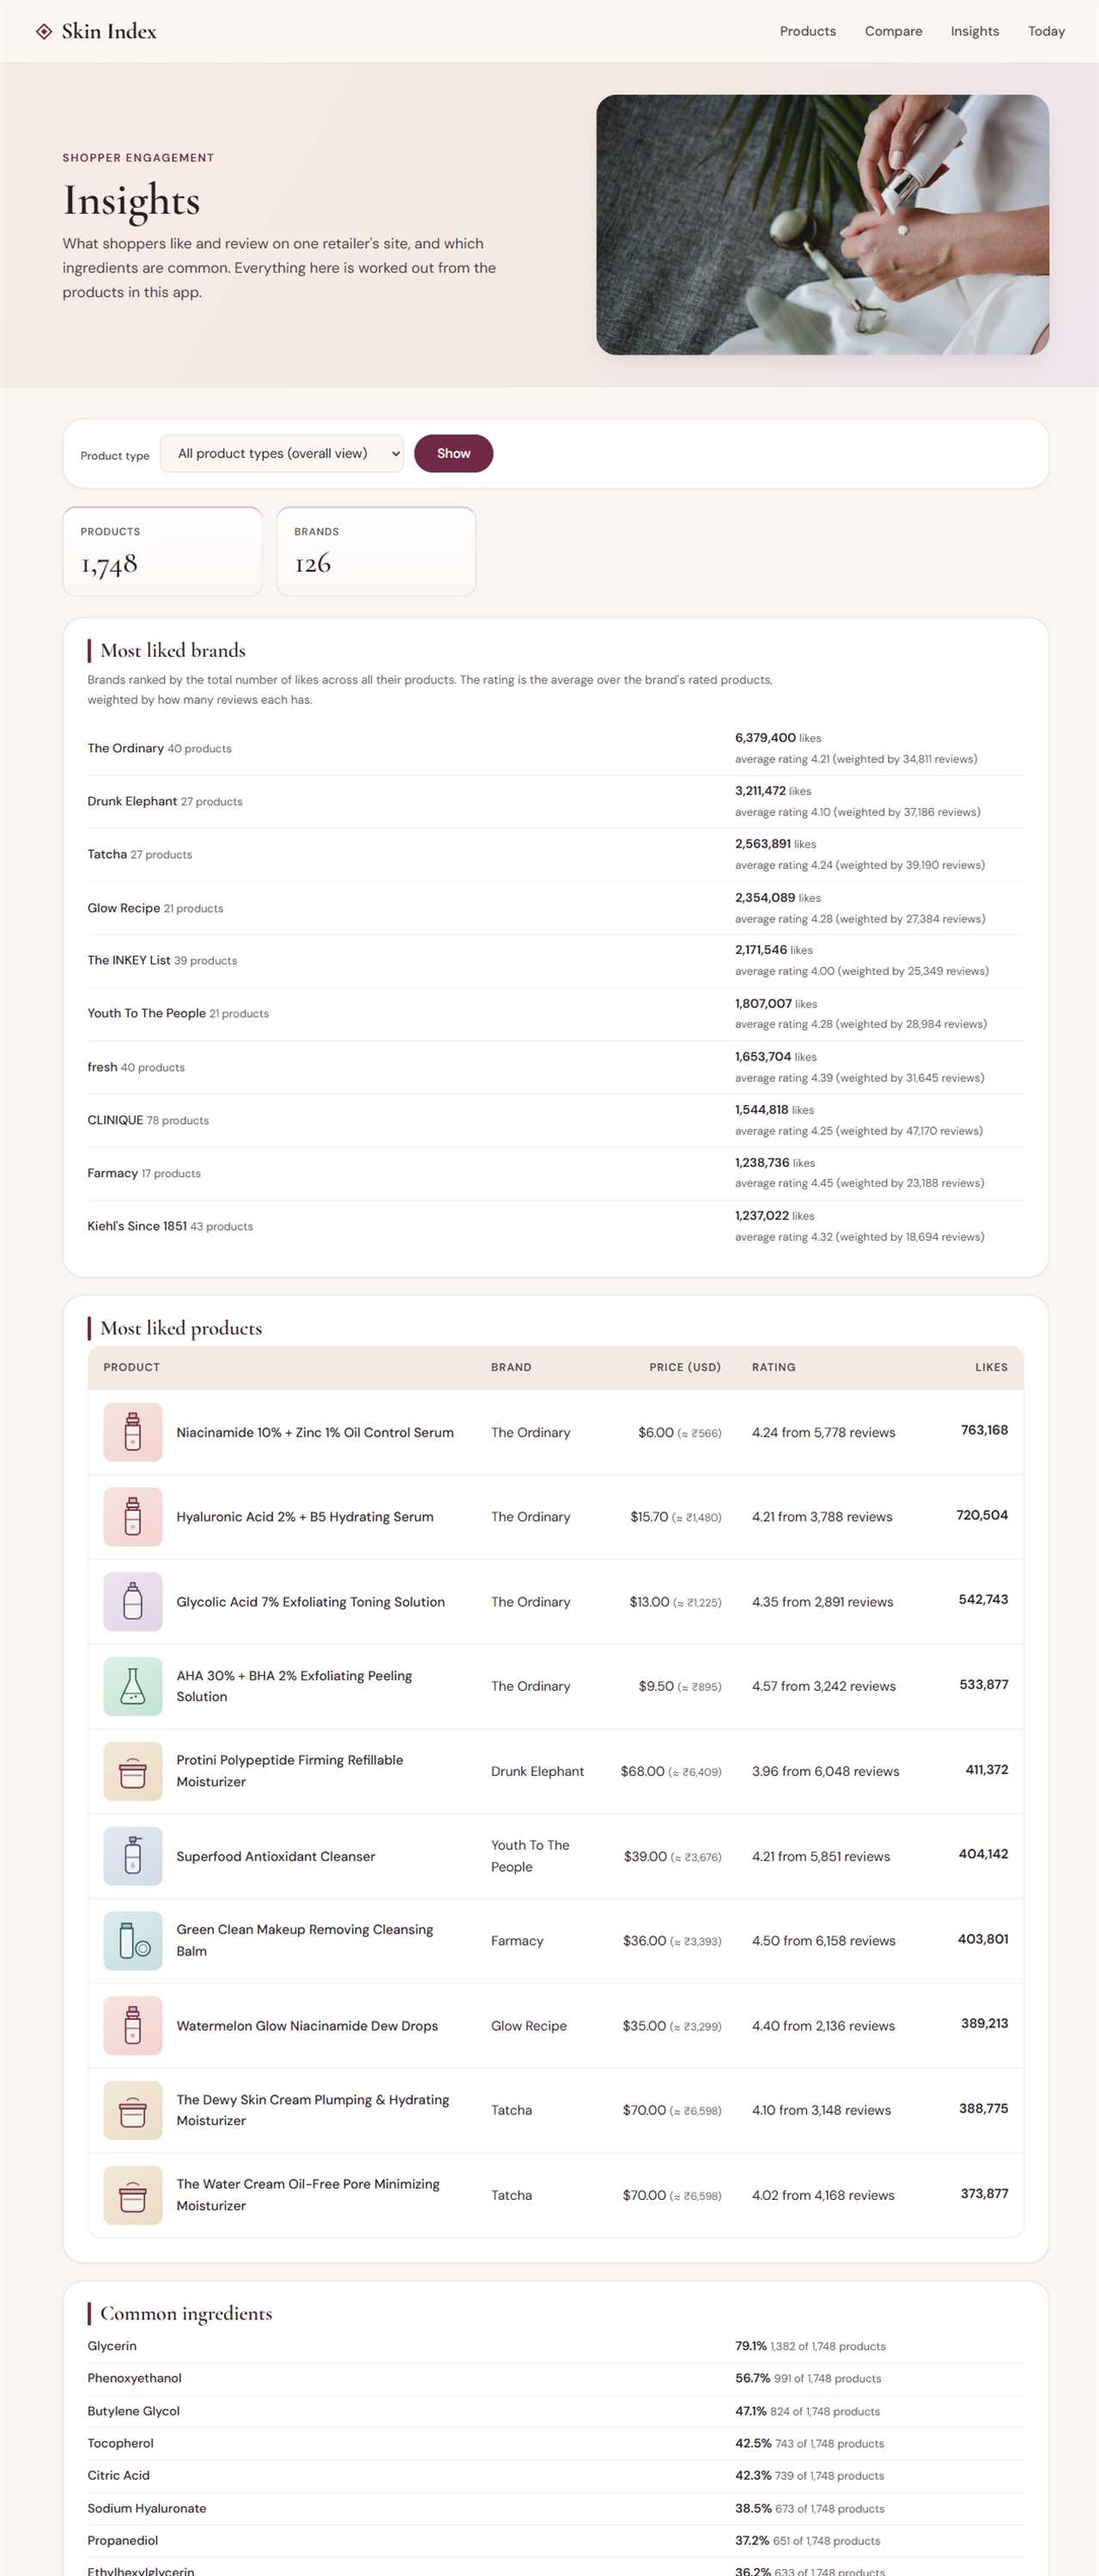 Skin Index
Products Compare Insights Today
SHOPPER ENGAGEMENT
Insights
What shoppers like and review on one retailer's site, and which
ingredients are common. Everything here is worked out from the
products in this app.
Product type All product types (overall view) Show
PRODUCTS
1,748
BRANDS
126
Most liked brands
Brands ranked by the total number of likes across all their products. The rating is the average over the brand's rated products,
weighted by how many reviews each has.
The Ordinary 40 products
6,379,400 likes
average rating 4.21 (weighted by 34,811 reviews)
Drunk Elephant 27 products
3,211,472 likes
average rating 4.10 (weighted by 37,186 reviews)
Tatcha 27 products
2,563,891 likes
average rating 4.24 (weighted by 39,190 reviews)
Glow Recipe 21 products
2,354,089 likes
average rating 4.28 (weighted by 27,384 reviews)
The INKEY List 39 products
2,171,546 likes
average rating 4.00 (weighted by 25,349 reviews)
Youth To The People 21 products
1,807,007 likes
average rating 4.28 (weighted by 28,984 reviews)
fresh 40 products
1,653,704 likes
average rating 4.39 (weighted by 31,645 reviews)
CLINIQUE 78 products
1,544,818 likes
average rating 4.25 (weighted by 47,170 reviews)
Farmacy 17 products
1,238,736 likes
average rating 4.45 (weighted by 23,188 reviews)
Kiehl's Since 1851 43 products
1,237,022 likes
average rating 4.32 (weighted by 18,694 reviews)
Most liked products
PRODUCT BRAND PRICE (USD) RATING LIKES
Niacinamide 10% + Zinc 1% Oil Control Serum The Ordinary $6.00 (≈ ₹566) 4.24 from 5,778 reviews 763,168
Hyaluronic Acid 2% + B5 Hydrating Serum The Ordinary $15.70 (≈ ₹1,480) 4.21 from 3,788 reviews 720,504
Glycolic Acid 7% Exfoliating Toning Solution The Ordinary $13.00 (≈ ₹1,225) 4.35 from 2,891 reviews 542,743
AHA 30% + BHA 2% Exfoliating Peeling
Solution
The Ordinary $9.50 (≈ ₹895) 4.57 from 3,242 reviews 533,877
Protini Polypeptide Firming Refillable
Moisturizer
Drunk Elephant $68.00 (≈ ₹6,409) 3.96 from 6,048 reviews 411,372
Superfood Antioxidant Cleanser
Youth To The
People
$39.00 (≈ ₹3,676) 4.21 from 5,851 reviews 404,142
Green Clean Makeup Removing Cleansing
Balm
Farmacy $36.00 (≈ ₹3,393) 4.50 from 6,158 reviews 403,801
Watermelon Glow Niacinamide Dew Drops Glow Recipe $35.00 (≈ ₹3,299) 4.40 from 2,136 reviews 389,213
The Dewy Skin Cream Plumping & Hydrating
Moisturizer
Tatcha $70.00 (≈ ₹6,598) 4.10 from 3,148 reviews 388,775
The Water Cream Oil-Free Pore Minimizing
Moisturizer
Tatcha $70.00 (≈ ₹6,598) 4.02 from 4,168 reviews 373,877
Common ingredients
Glycerin 79.1% 1,382 of 1,748 products
Phenoxyethanol 56.7% 991 of 1,748 products
Butylene Glycol 47.1% 824 of 1,748 products
Tocopherol 42.5% 743 of 1,748 products
Citric Acid 42.3% 739 of 1,748 products
Sodium Hyaluronate 38.5% 673 of 1,748 products
Propanediol 37.2% 651 of 1,748 products
Ethylhexylglycerin 36.2% 633 of 1,748 products